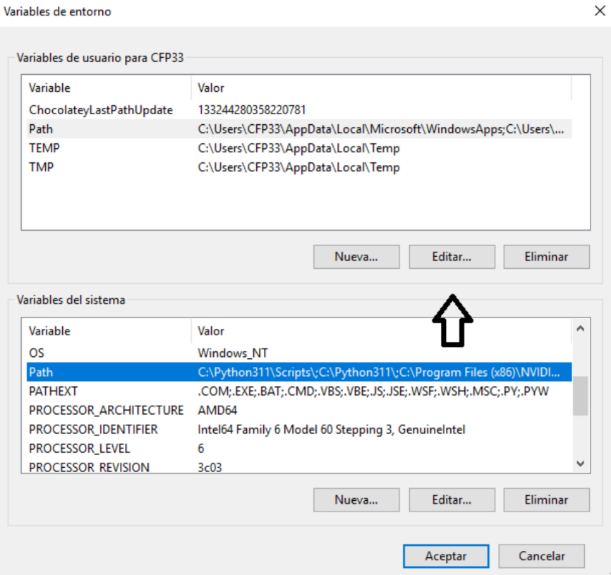 Variables de entorno
Variables de usuario para CFP33
Variable Valor
ChocolateyLastPathUpdate 133244280358220781
Path C:\Users\CFP33\AppData\Local\Microsoft\WindowsApps;C:\Users\...
TEMP C:\Users\CFP33\AppData\Local\Temp
TMP C:\Users\CFP33\AppData\Local\Temp
Nueva... Editar... Eliminar
Variables del sistema
Variable Valor
OS Windows_NT
Path C:\Python311\Scripts\;C:\Python311\;C:\Program Files (x86)\NVIDI...
PATHEXT .COM;.EXE;.BAT;.CMD;.VBS;.VBE;.JS;.JSE;.WSF;.WSH;.MSC;.PY;.PYW
PROCESSOR_ARCHITECTURE AMD64
PROCESSOR_IDENTIFIER Intel64 Family 6 Model 60 Stepping 3, GenuineIntel
PROCESSOR_LEVEL 6
PROCESSOR_REVISION 3c03
Nueva... Editar... Eliminar
Aceptar Cancelar